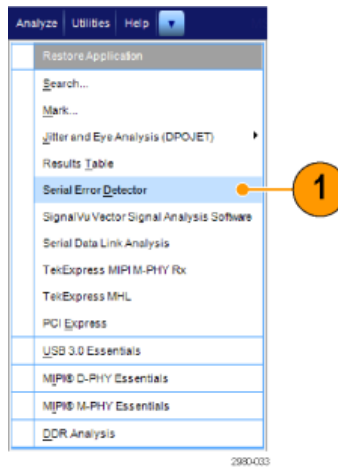 Analyze Utilities Help
Restore Application
Search...
Mark...
Jitter and Eye Analysis (DPOJET)
Results Table
Serial Error Detector
1
SignalVu Vector Signal Analysis Software
Serial Data Link Analysis
TekExpress MIPI M-PHY Rx
TekExpress MHL
PCI Express
USB 3.0 Essentials
MIPI® D-PHY Essentials
MIPI® M-PHY Essentials
DDR Analysis
2980-033